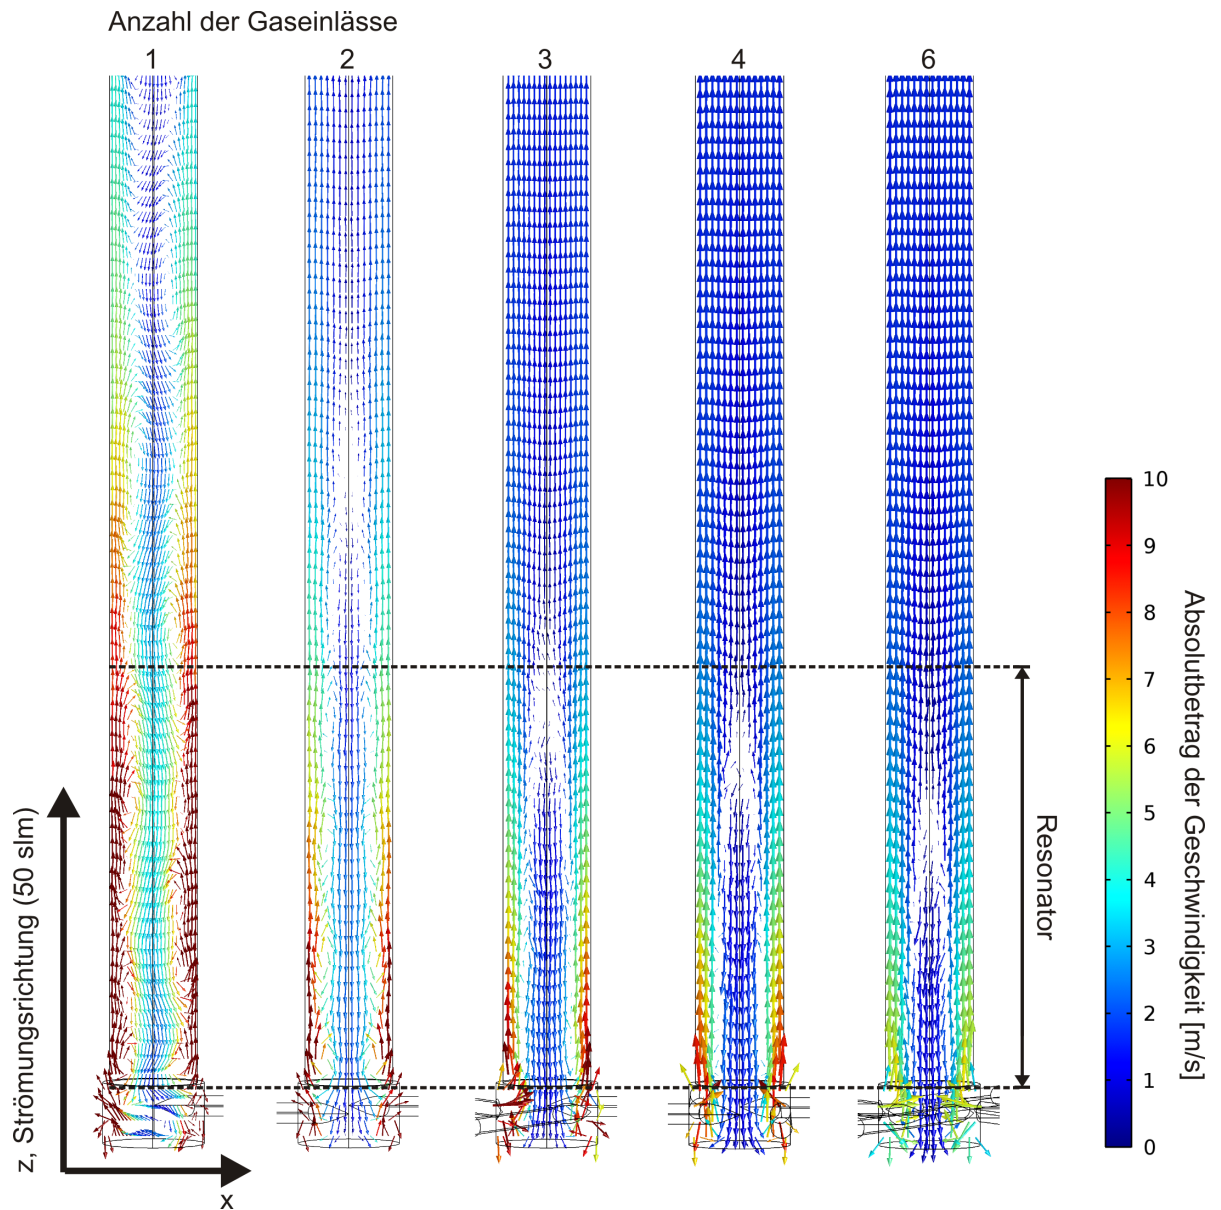 Anzahl der Gaseinlässe
1 2 3 4 6
z, Strömungsrichtung (50 slm)
x
Resonator
10
9
8
7
6
5
4
3
2
1
0
Absolutbetrag der Geschwindigkeit [m/s]